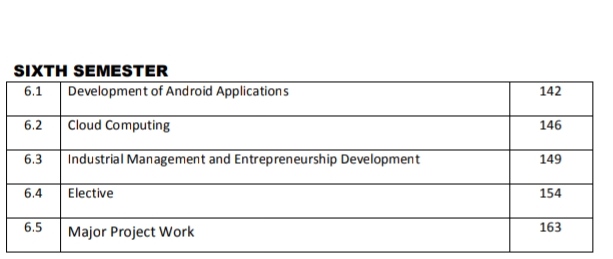 SIXTH SEMESTER
6.1 Development of Android Applications 142
6.2 Cloud Computing 146
6.3 Industrial Management and Entrepreneurship Development 149
6.4 Elective 154
6.5 Major Project Work 163